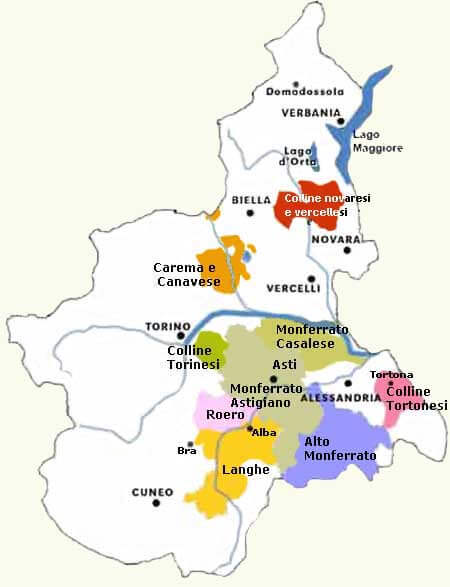 Domodossola
VERBANIA
Lago
Maggiore
Lago
d'Orta
BIELLA
Colline novaresi
e vercellesi
NOVARA
Carema e
Canavese
VERCELLI
TORINO
Monferrato
Casalese
Colline
Torinesi
Asti
Tortona
Monferrato
Astigiano
ALESSANDRIA
Colline
Tortonesi
Roero
Alba
Alto
Monferrato
Bra
Langhe
CUNEO